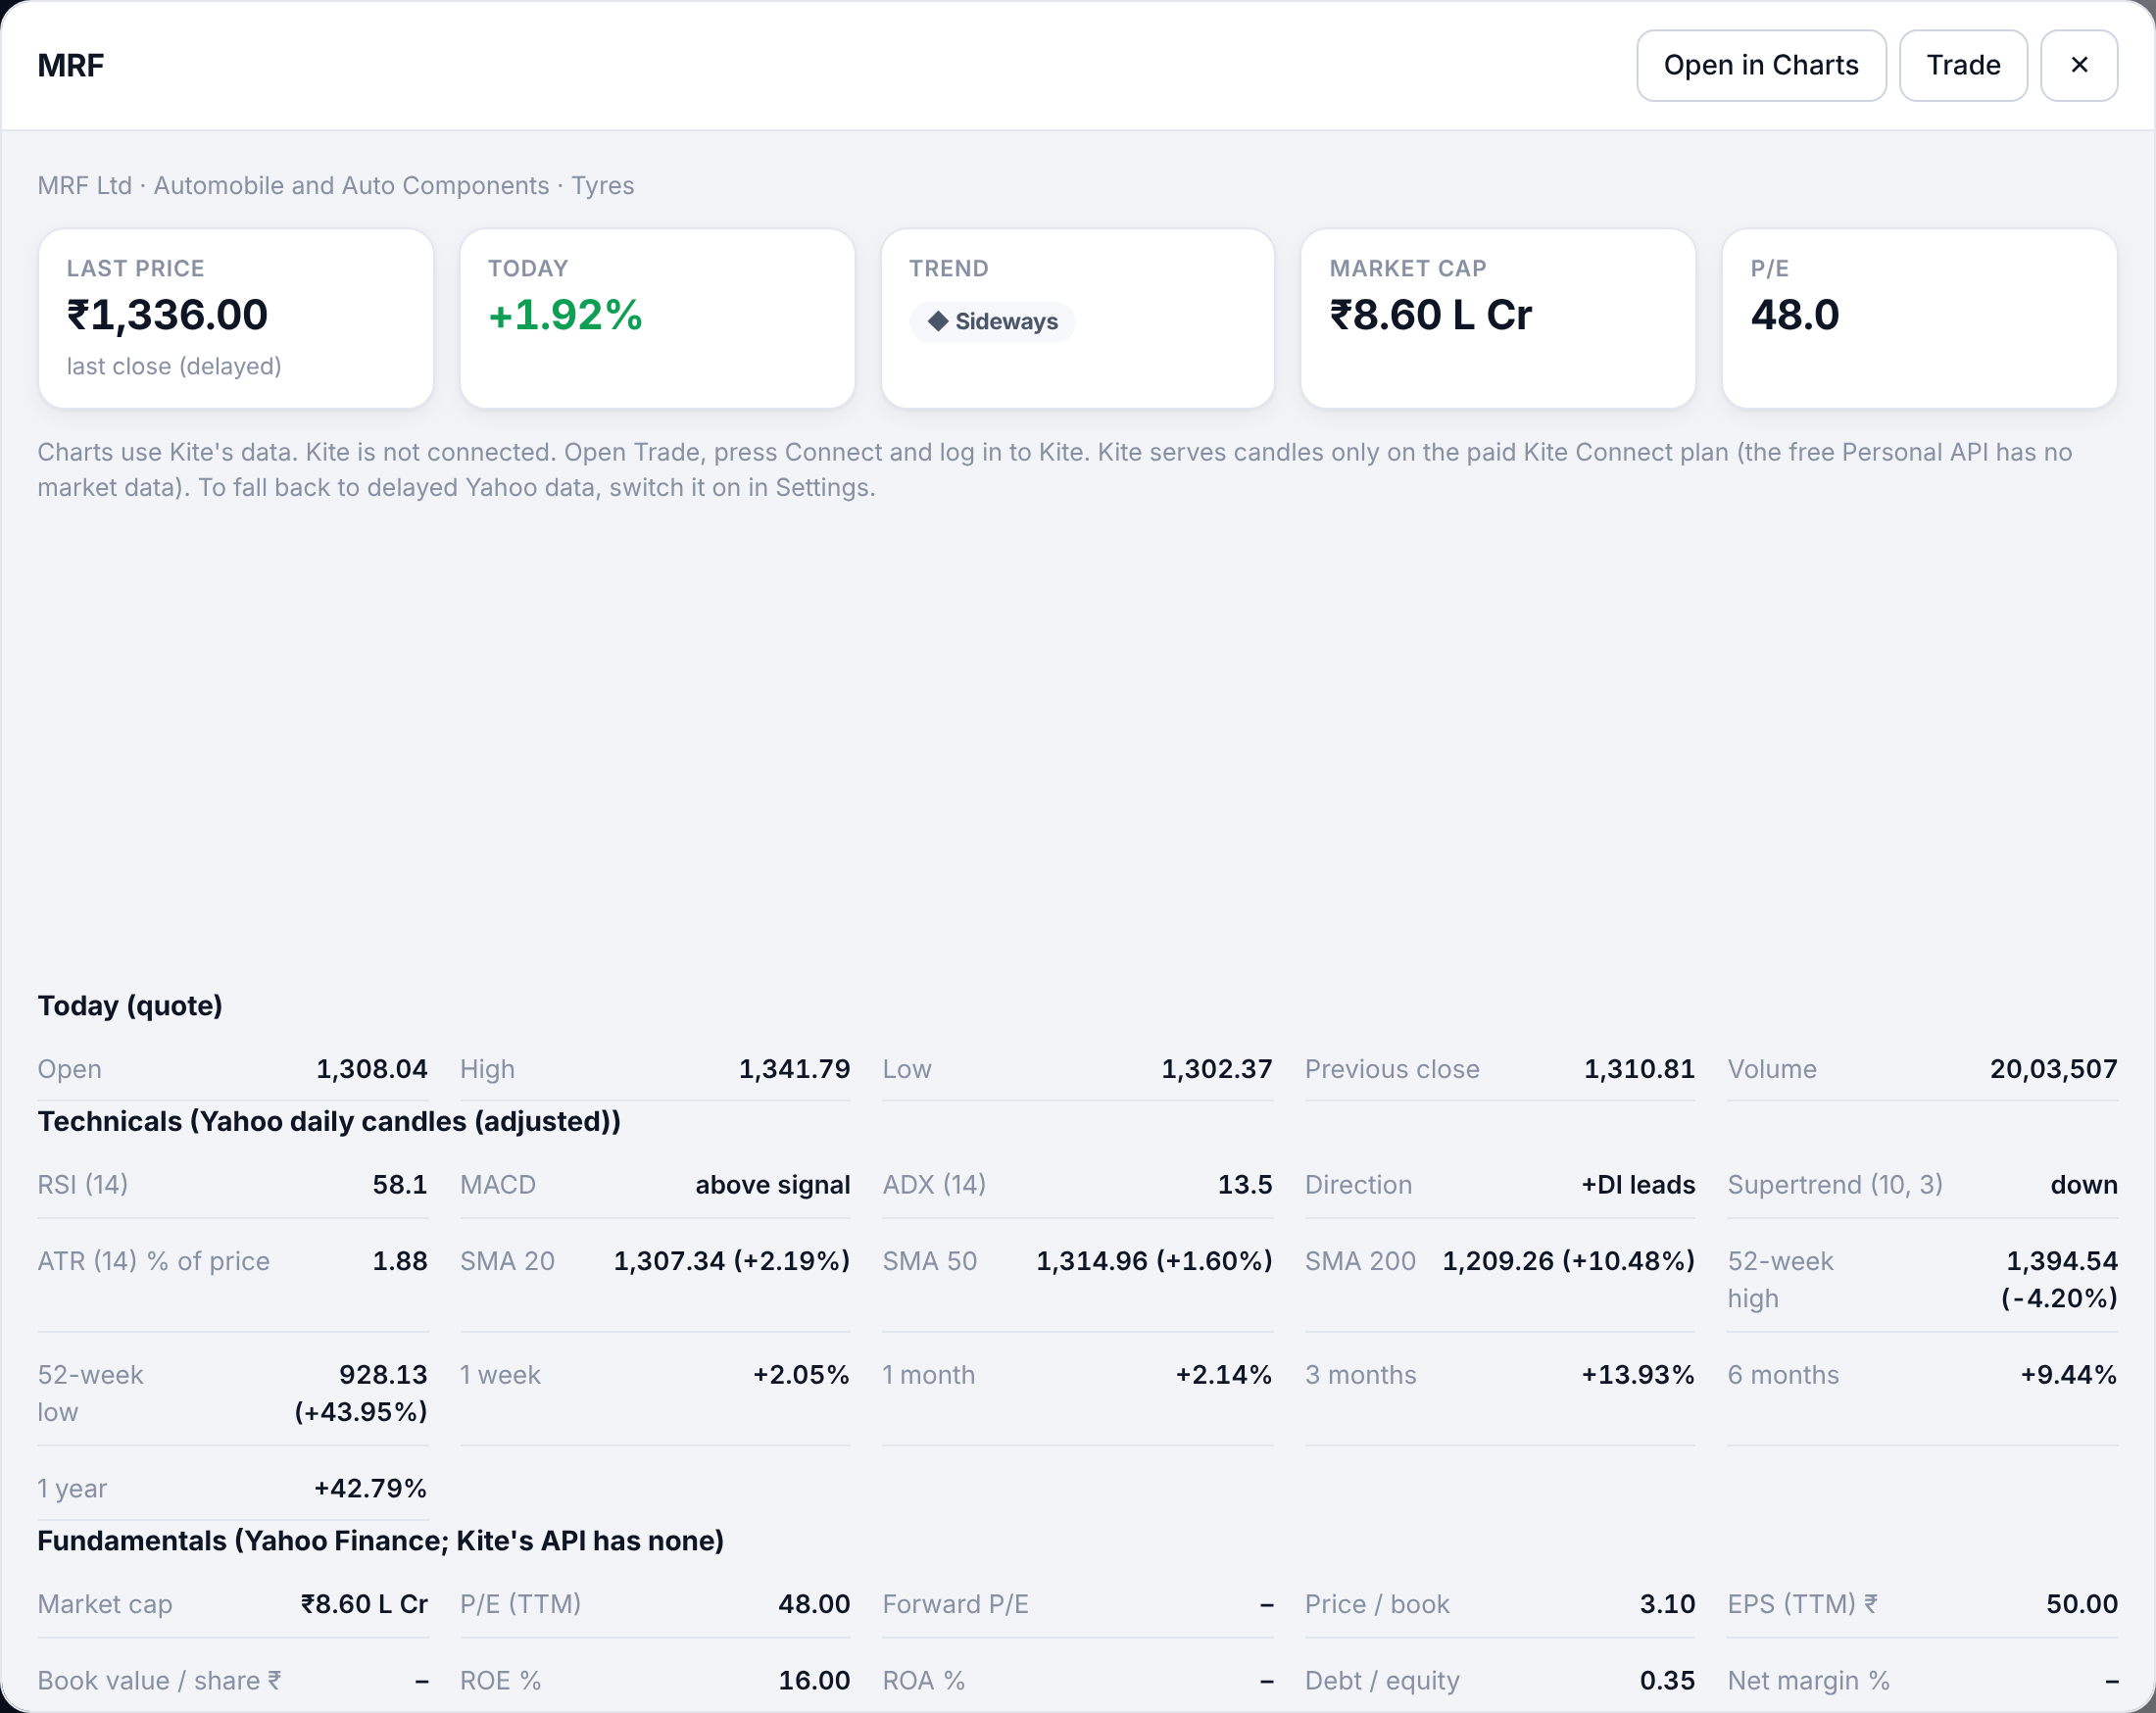 MRF
Open in Charts
Trade
×
MRF Ltd · Automobile and Auto Components · Tyres
LAST PRICE
₹1,336.00
last close (delayed)
TODAY
+1.92%
TREND
◆ Sideways
MARKET CAP
₹8.60 L Cr
P/E
48.0
Charts use Kite's data. Kite is not connected. Open Trade, press Connect and log in to Kite. Kite serves candles only on the paid Kite Connect plan (the free Personal API has no
market data). To fall back to delayed Yahoo data, switch it on in Settings.
Today (quote)
Open 1,308.04
High 1,341.79
Low 1,302.37
Previous close 1,310.81
Volume 20,03,507
Technicals (Yahoo daily candles (adjusted))
RSI (14) 58.1
MACD above signal
ADX (14) 13.5
Direction +DI leads
Supertrend (10, 3) down
ATR (14) % of price 1.88
SMA 20 1,307.34 (+2.19%)
SMA 50 1,314.96 (+1.60%)
SMA 200 1,209.26 (+10.48%)
52-week 1,394.54
high (-4.20%)
52-week 928.13
low (+43.95%)
1 week +2.05%
1 month +2.14%
3 months +13.93%
6 months +9.44%
1 year +42.79%
Fundamentals (Yahoo Finance; Kite's API has none)
Market cap ₹8.60 L Cr
P/E (TTM) 48.00
Forward P/E –
Price / book 3.10
EPS (TTM) ₹ 50.00
Book value / share ₹ –
ROE % 16.00
ROA % –
Debt / equity 0.35
Net margin % –